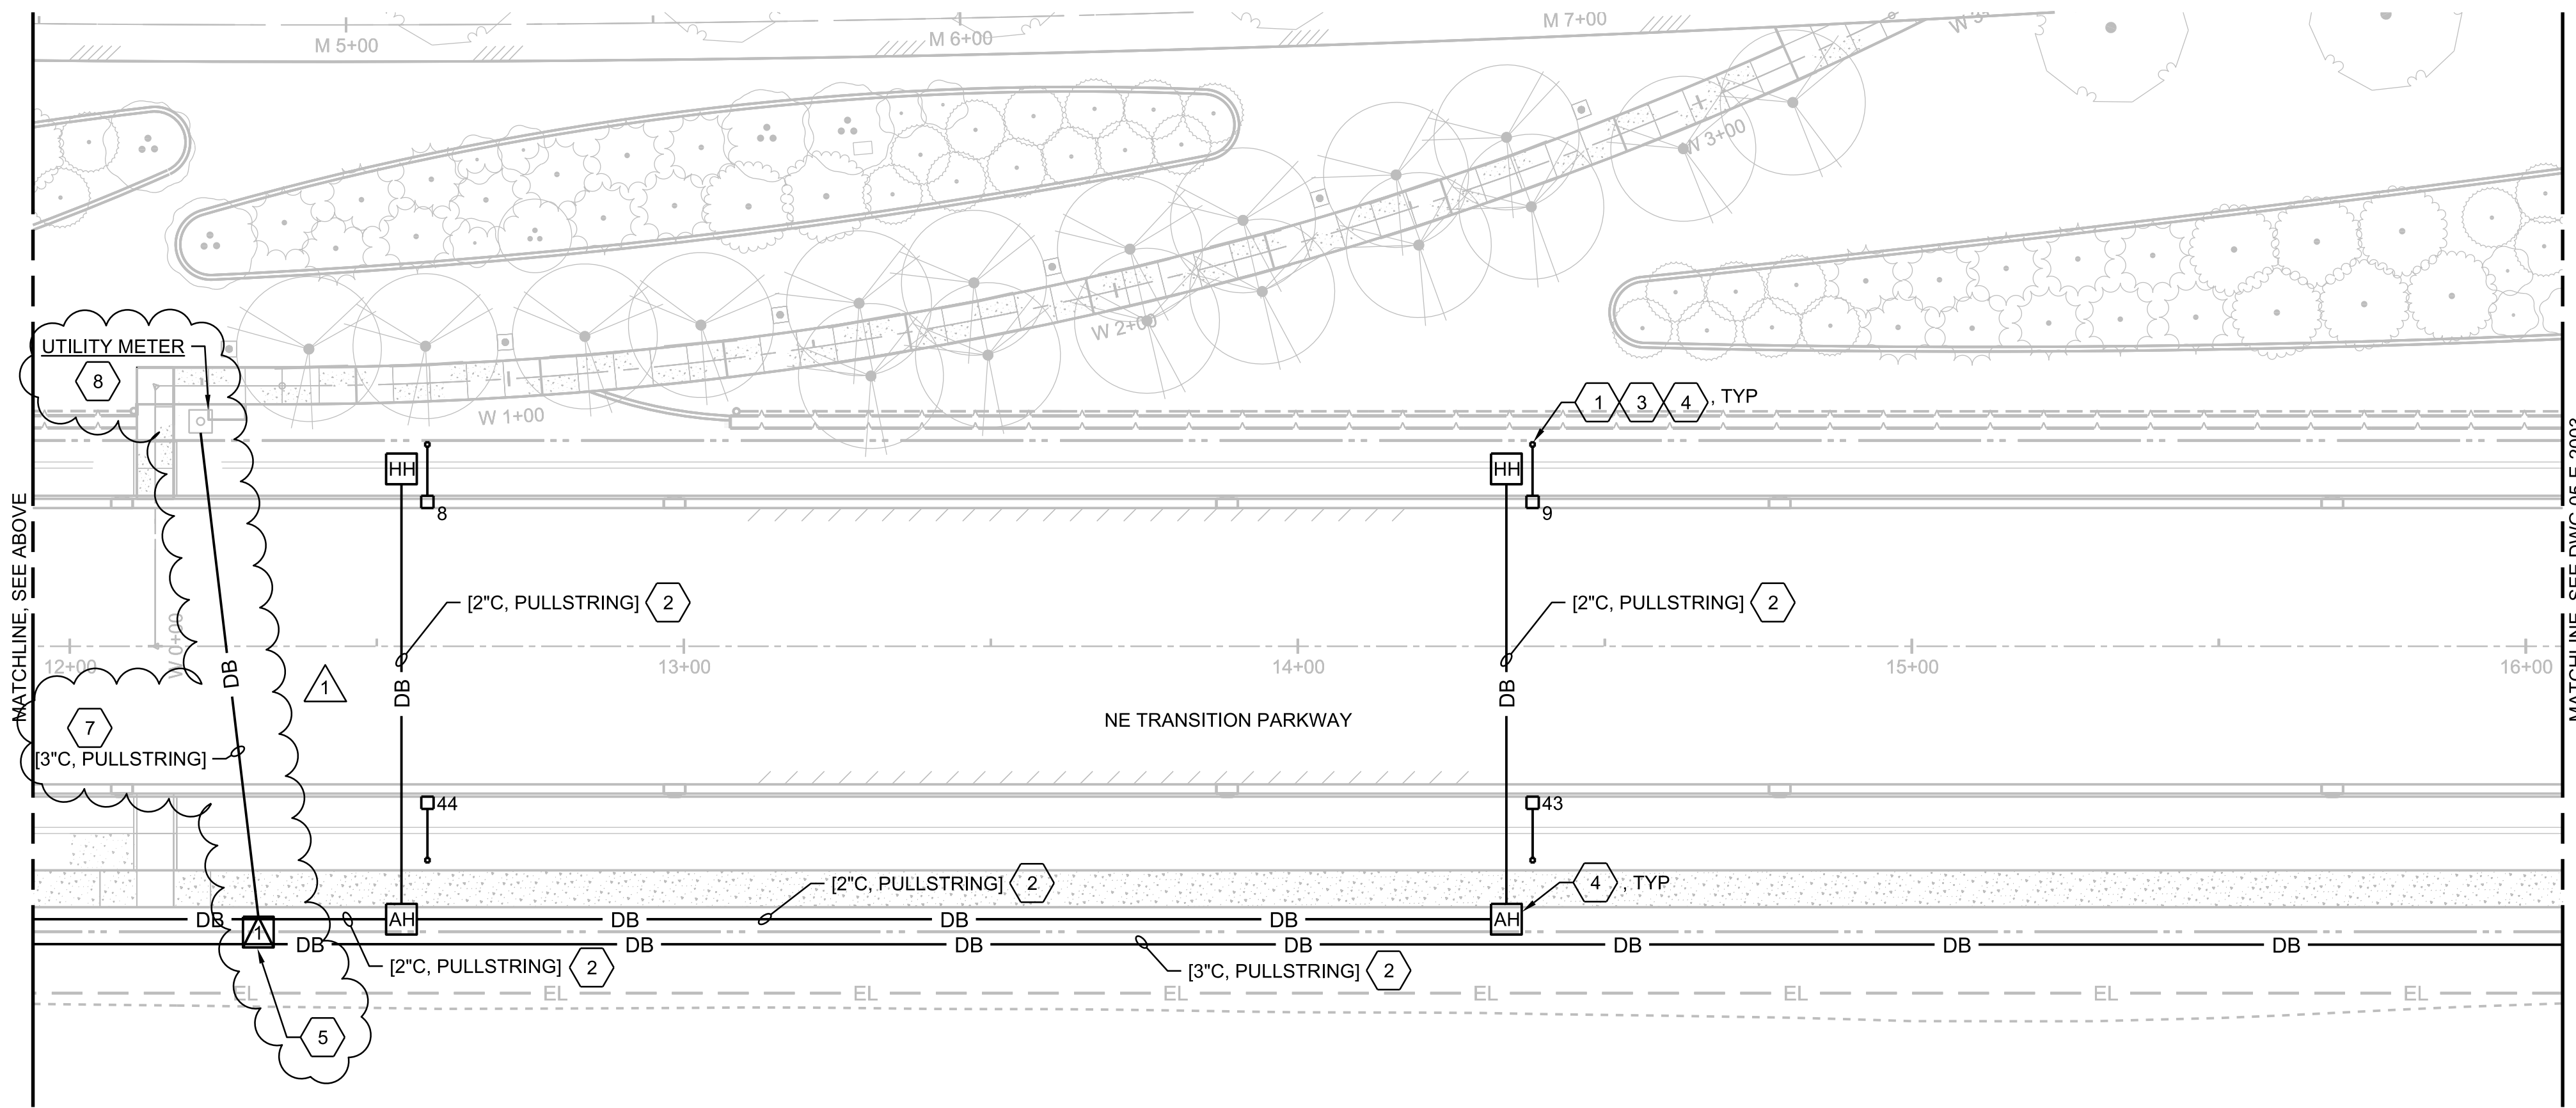 M 5+00
M 6+00
M 7+00
W 3+00
UTILITY METER
8
W 2+00
W 1+00
1 3 4 , TYP
HH
HH
8
9
MATCHLINE, SEE ABOVE
[2"C, PULLSTRING] 2
[2"C, PULLSTRING] 2
W 0+00
12+00
13+00
14+00
15+00
16+00
DB
DB
DB
1
7
NE TRANSITION PARKWAY
[3"C, PULLSTRING]
44
43
[2"C, PULLSTRING] 2
4 , TYP
DB
AH
DB
DB
DB
AH
1
DB
DB
DB
DB
DB
DB
DB
[2"C, PULLSTRING] 2
[3"C, PULLSTRING] 2
EL
EL
EL
EL
EL
EL
EL
EL
5